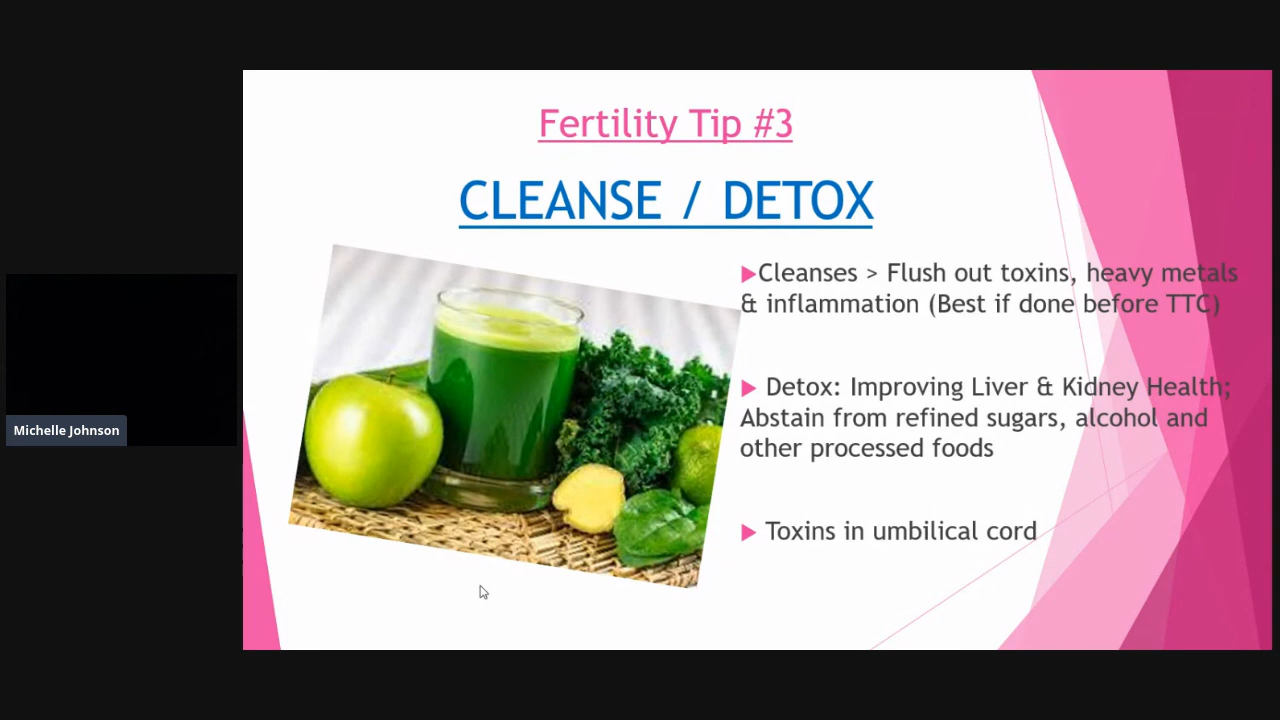 Fertility Tip #3
CLEANSE / DETOX
Cleanses > Flush out toxins, heavy metals
& inflammation (Best if done before TTC)
Detox: Improving Liver & Kidney Health;
Abstain from refined sugars, alcohol and
other processed foods
Toxins in umbilical cord
Michelle Johnson